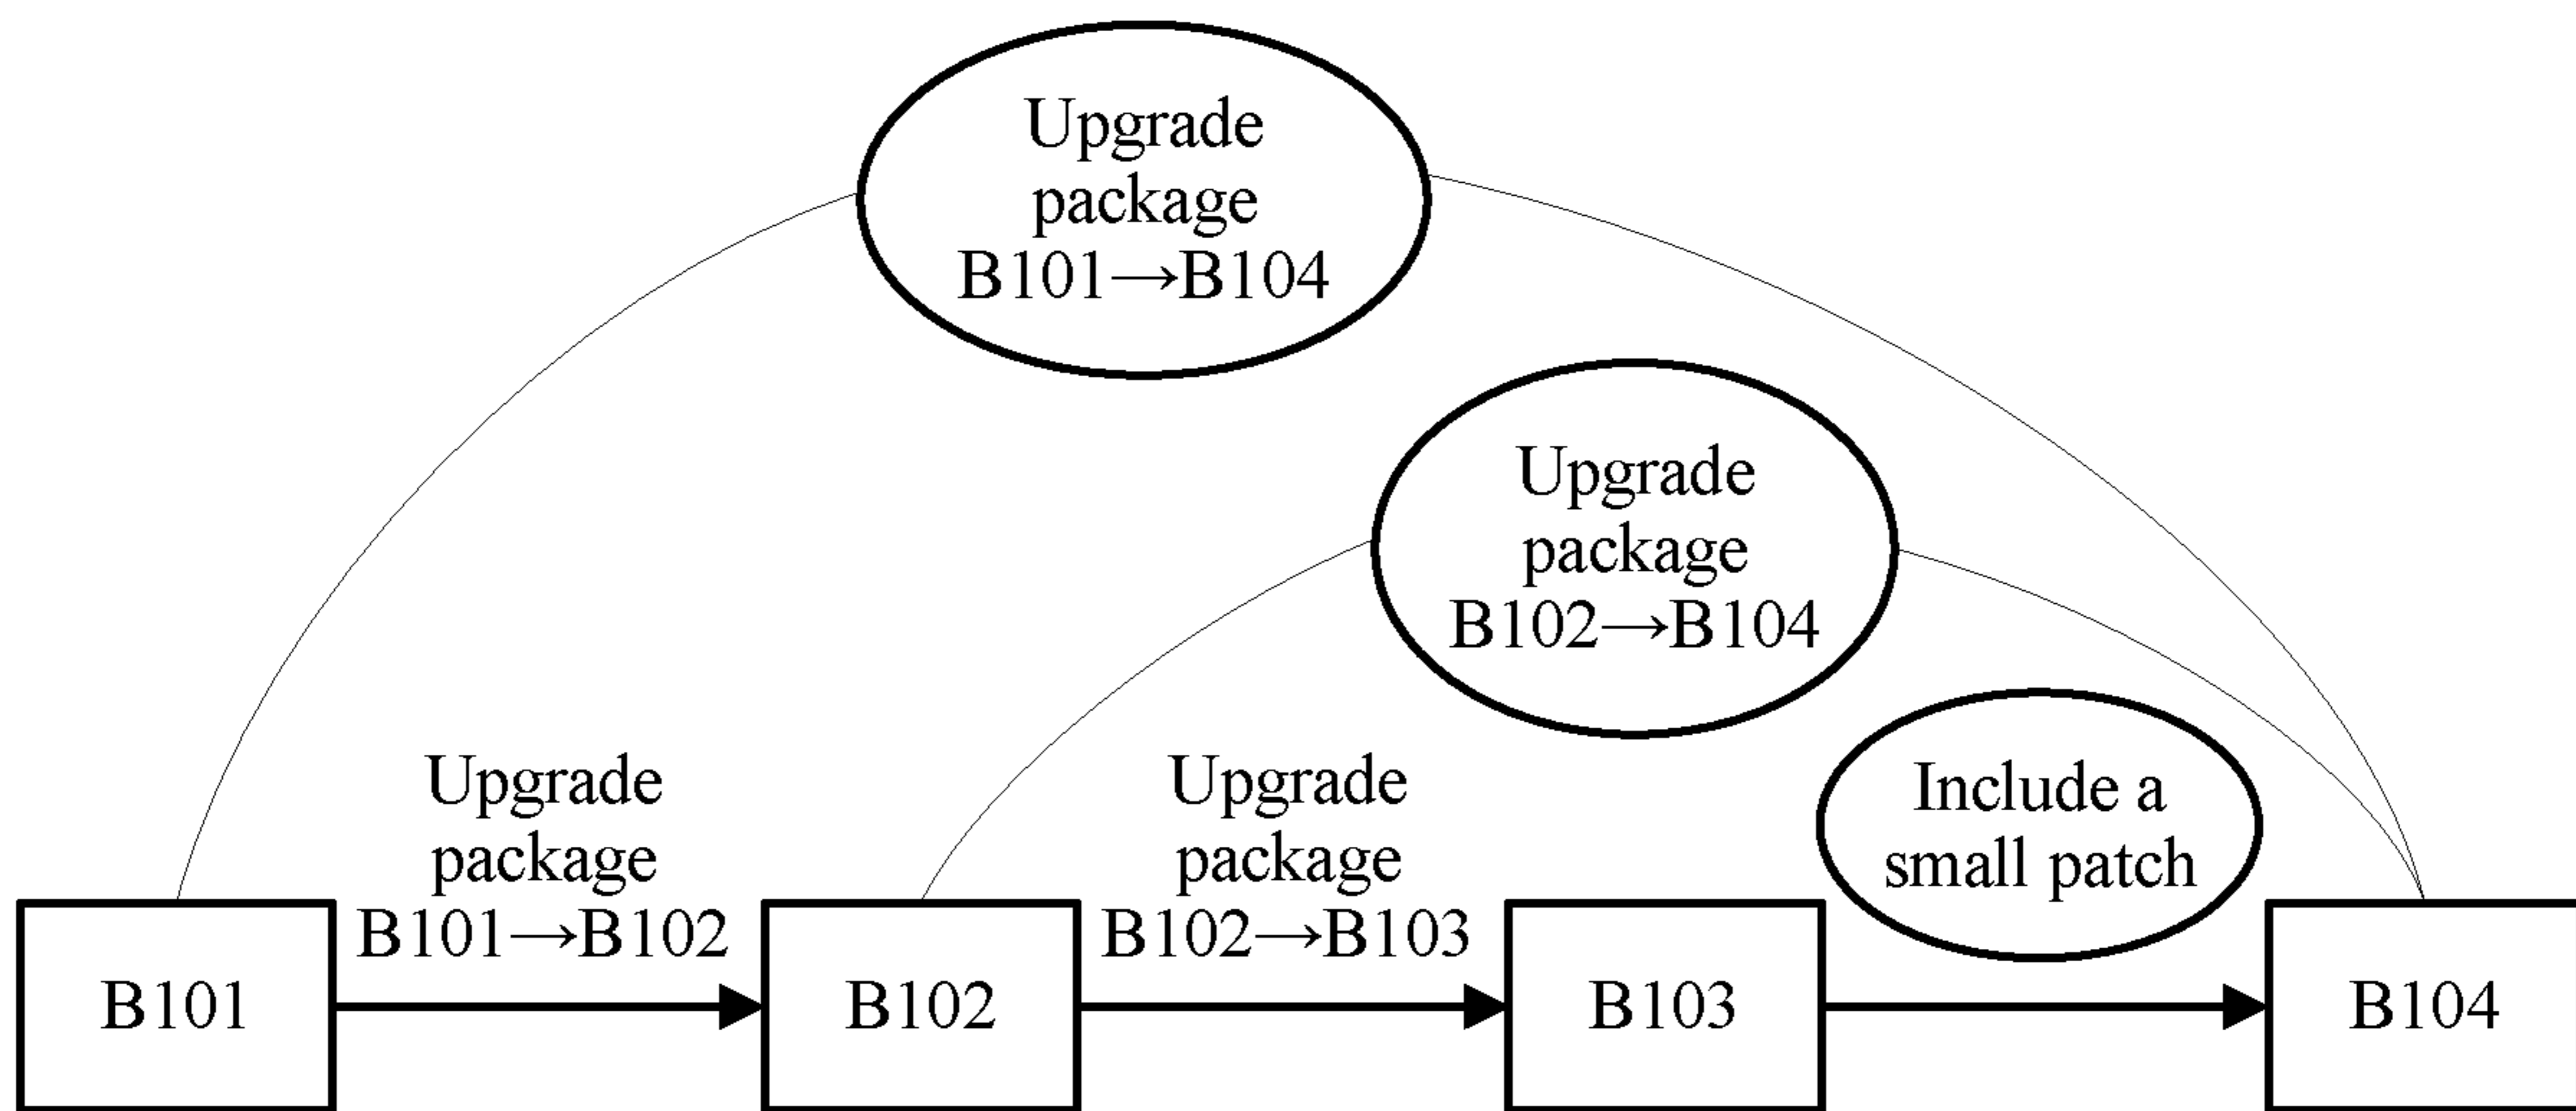 Upgrade
package
B101→B104
Upgrade
package
B102→B104
Upgrade
package
B101→B102
Upgrade
package
B102→B103
Include a
small patch
B101
B102
B103
B104